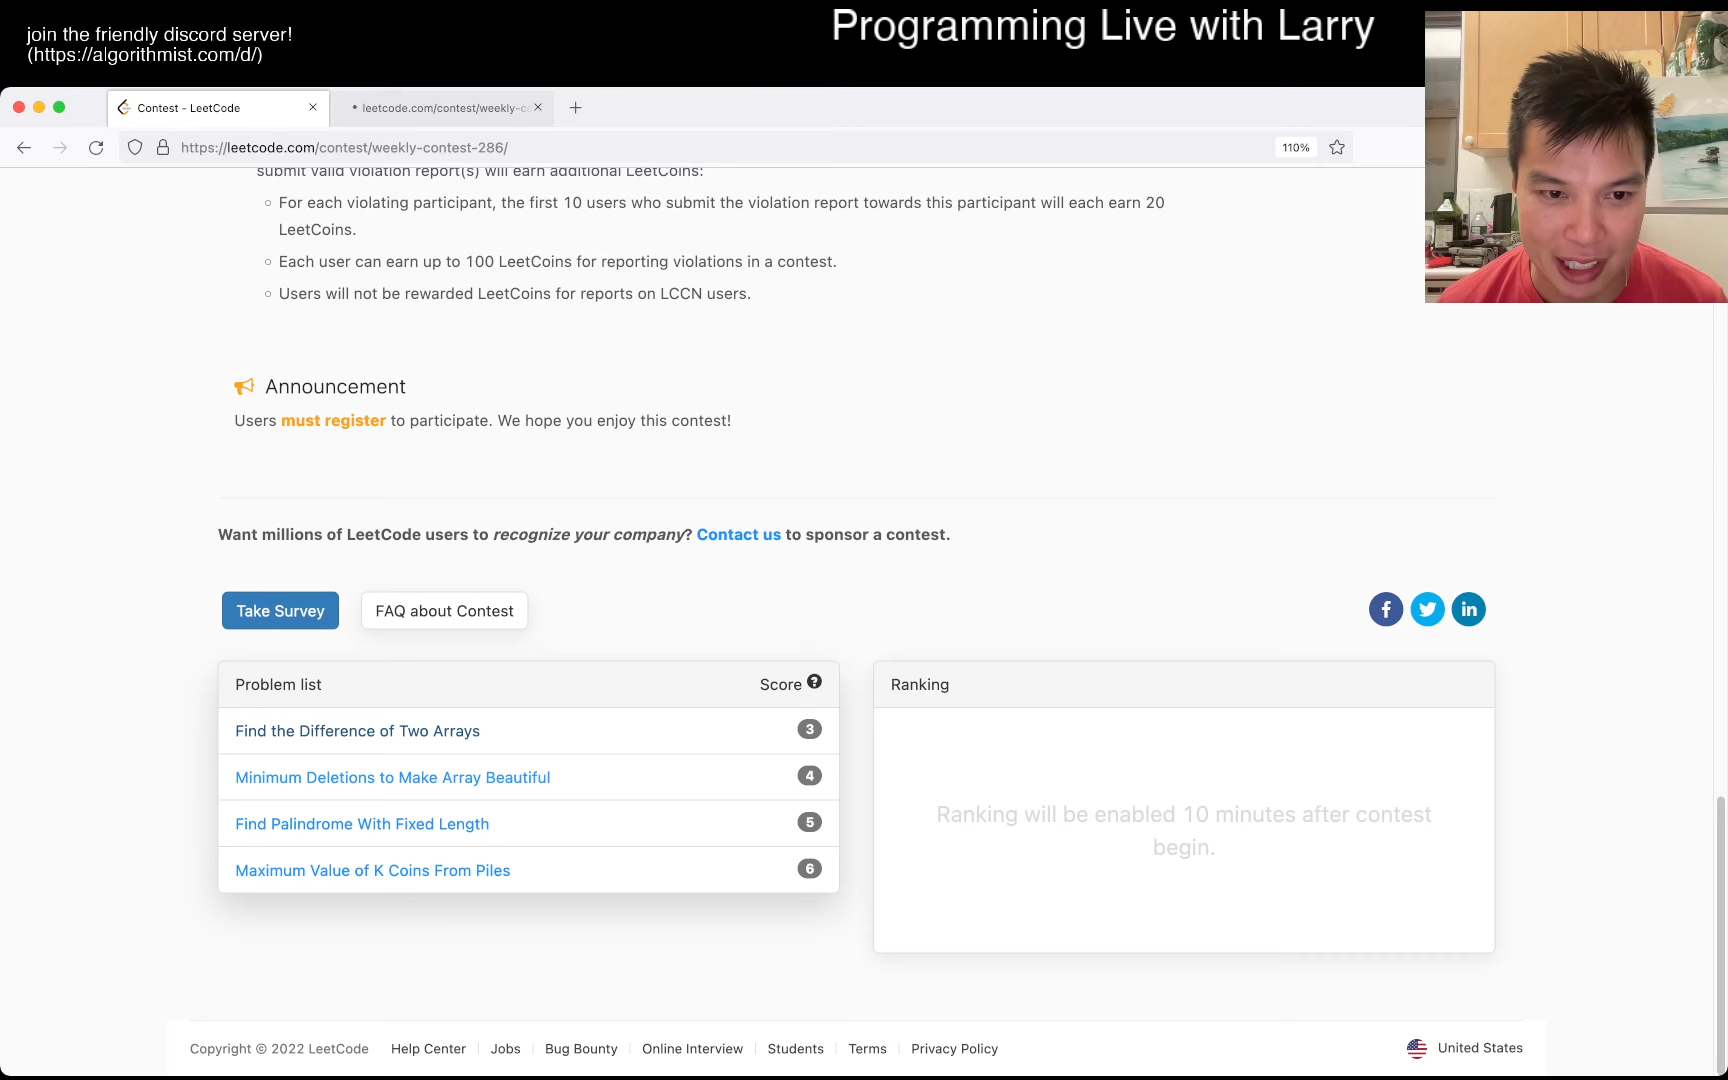 join the friendly discord server!
(https://algorithmist.com/d/)
Programming Live with Larry
Contest - LeetCode
leetcode.com/contest/weekly-c
https://leetcode.com/contest/weekly-contest-286/
110%
submit valid violation report(s) will earn additional LeetCoins:
For each violating participant, the first 10 users who submit the violation report towards this participant will each earn 20
LeetCoins.
Each user can earn up to 100 LeetCoins for reporting violations in a contest.
Users will not be rewarded LeetCoins for reports on LCCN users.
Announcement
Users must register to participate. We hope you enjoy this contest!
Want millions of LeetCode users to recognize your company? Contact us to sponsor a contest.
Take Survey
FAQ about Contest
Problem list
Score
Find the Difference of Two Arrays
3
Minimum Deletions to Make Array Beautiful
4
Find Palindrome With Fixed Length
5
Maximum Value of K Coins From Piles
6
Ranking
Ranking will be enabled 10 minutes after contest
begin.
Copyright © 2022 LeetCode
Help Center
Jobs
Bug Bounty
Online Interview
Students
Terms
Privacy Policy
United States